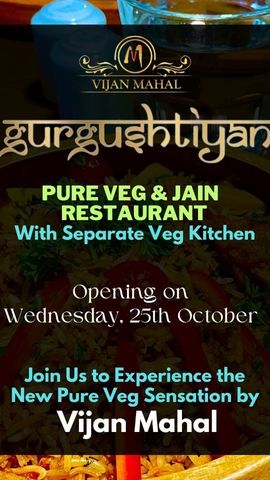 M
VIJAN MAHAL
gurgushtiyan
PURE VEG & JAIN
RESTAURANT
With Separate Veg Kitchen
Opening on
Wednesday, 25th October
Join Us to Experience the
New Pure Veg Sensation by
Vijan Mahal